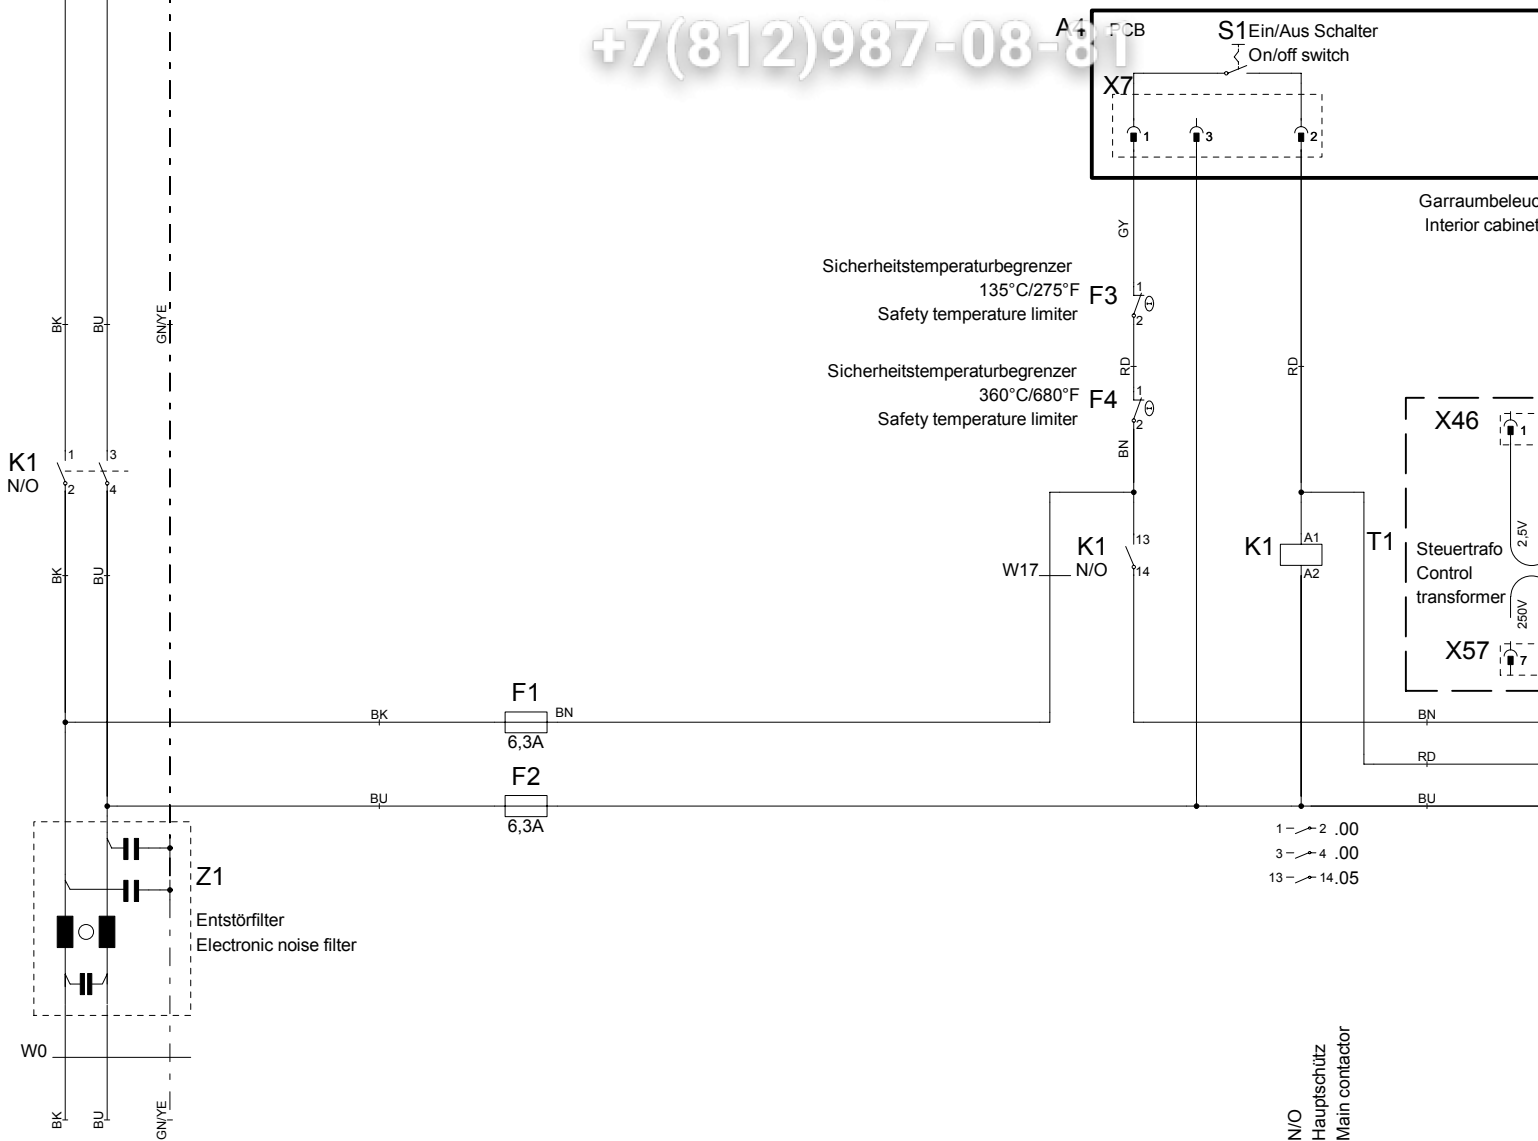 +7(812)987-08-81
A4 PCB
S1 Ein/Aus Schalter
On/off switch
X7
1 3 2
Garraumbeleuc
Interior cabinet
GY
Sicherheitstemperaturbegrenzer
135°C/275°F F3
Safety temperature limiter
1
2
BK BU GN/YE
RD RD
Sicherheitstemperaturbegrenzer
360°C/680°F F4
Safety temperature limiter
1
2
BN
X46 1
K1
N/O
1 3
2 4
K1
N/O
13
14
W17
K1
A1
A2
T1
Steuertrafo
Control
transformer
2,5V
250V
BK BU
X57 7
F1
BK BN
6,3A
BN
RD
F2
BU BU
6,3A
1 2 .00
3 4 .00
13 14 .05
Z1
Entstörfilter
Electronic noise filter
W0
BK BU GN/YE
N/O
Hauptschütz
Main contactor